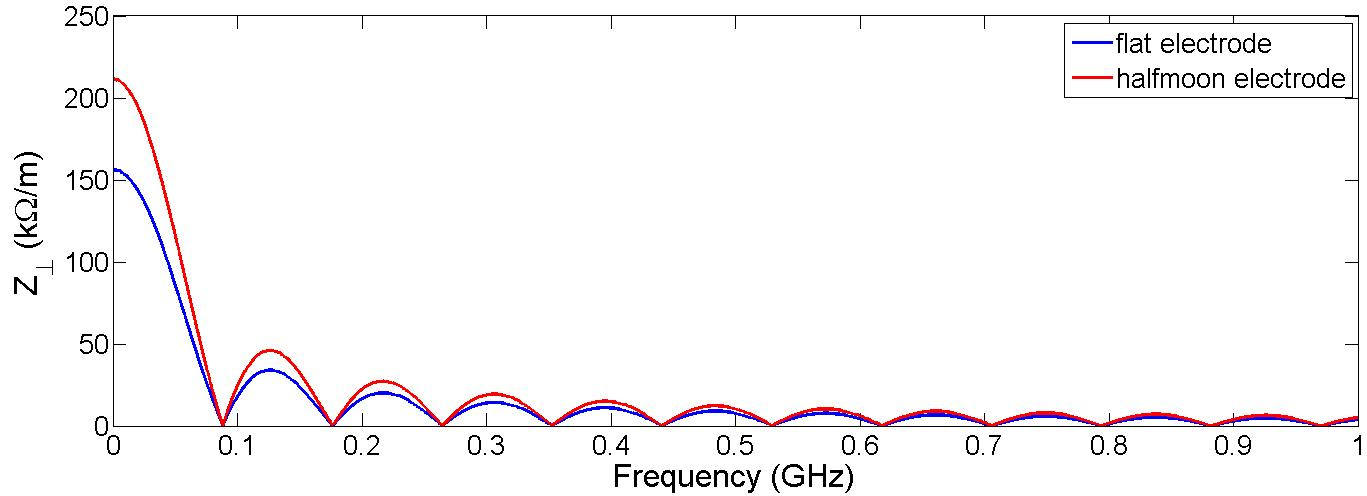 250
200
150
100
50
0
Z⊥ (kΩ/m)
flat electrode
halfmoon electrode
0 0.1 0.2 0.3 0.4 0.5 0.6 0.7 0.8 0.9 1
Frequency (GHz)